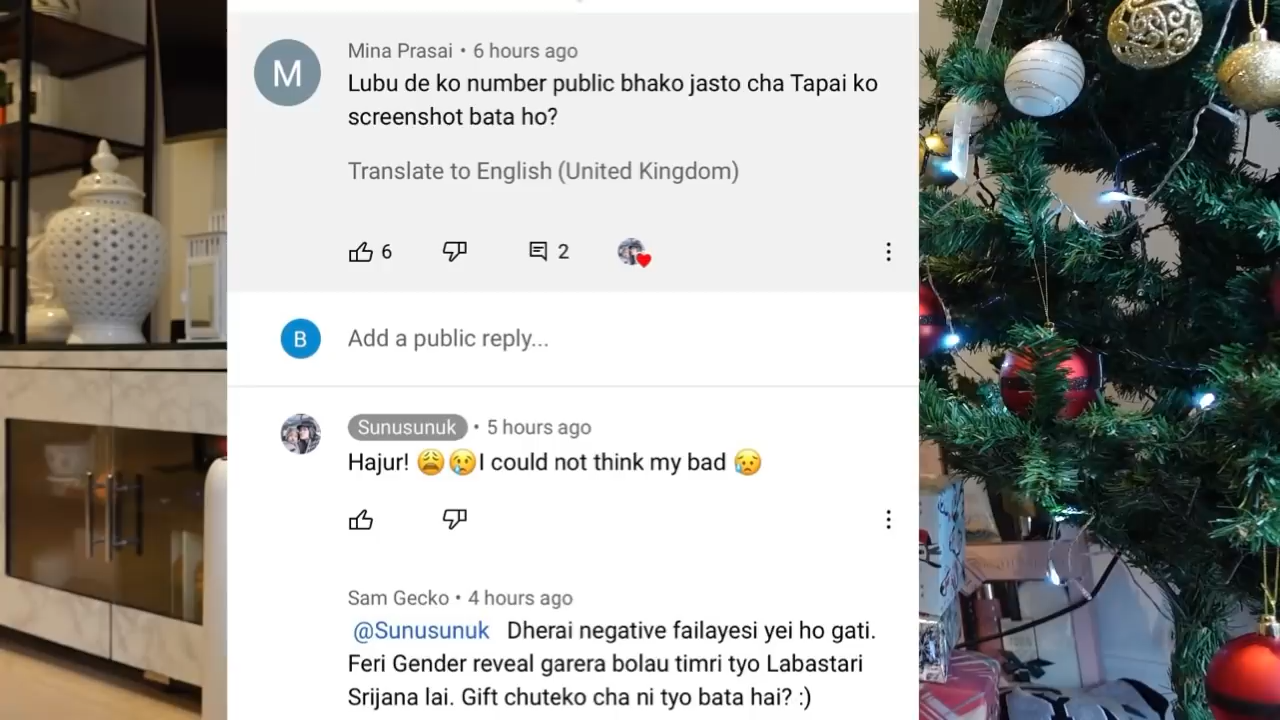 M
Mina Prasai • 6 hours ago
Lubu de ko number public bhako jasto cha Tapai ko
screenshot bata ho?
Translate to English (United Kingdom)
6
2
B
Add a public reply...
Sunusunuk • 5 hours ago
Hajur! 😩😢I could not think my bad 😥
Sam Gecko • 4 hours ago
@Sunusunuk Dherai negative failayesi yei ho gati.
Feri Gender reveal garera bolau timri tyo Labastari
Srijana lai. Gift chuteko cha ni tyo bata hai? :)